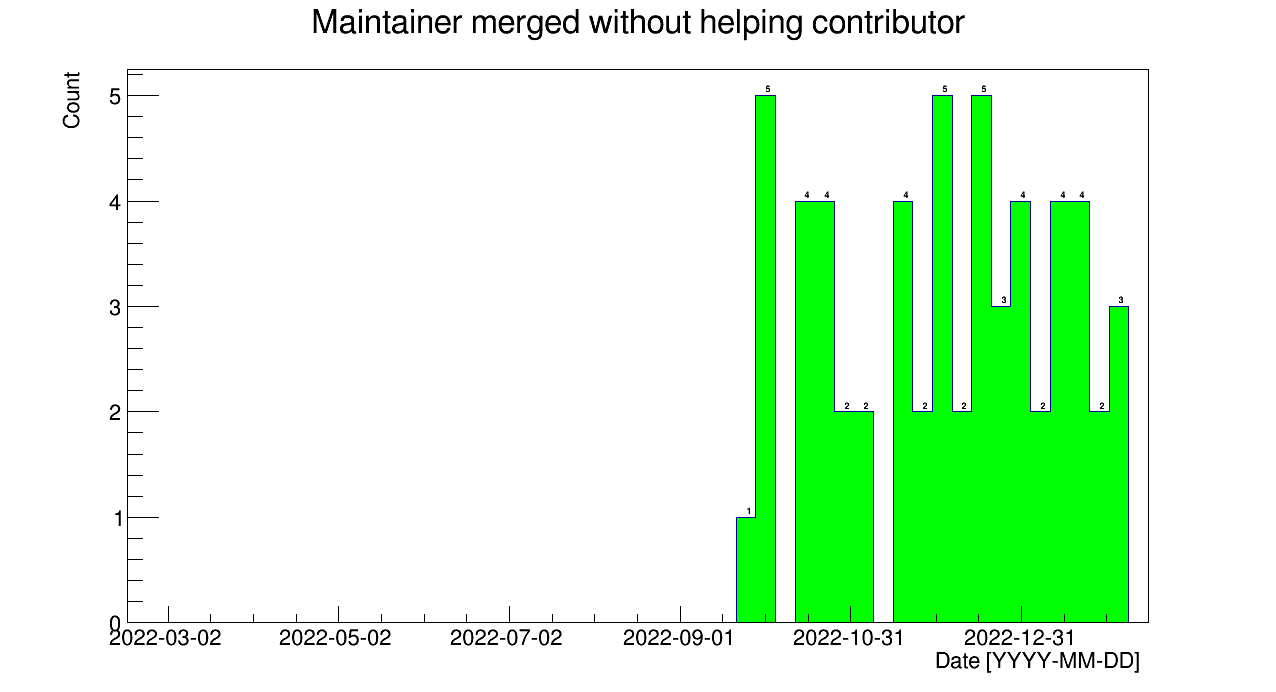 Maintainer merged without helping contributor
Count
5
4
3
2
1
0
1 5 4 4 2 2 4 2 5 2 5 3 4 2 4 4 2 3
2022-03-02 2022-05-02 2022-07-02 2022-09-01 2022-10-31 2022-12-31
Date [YYYY-MM-DD]